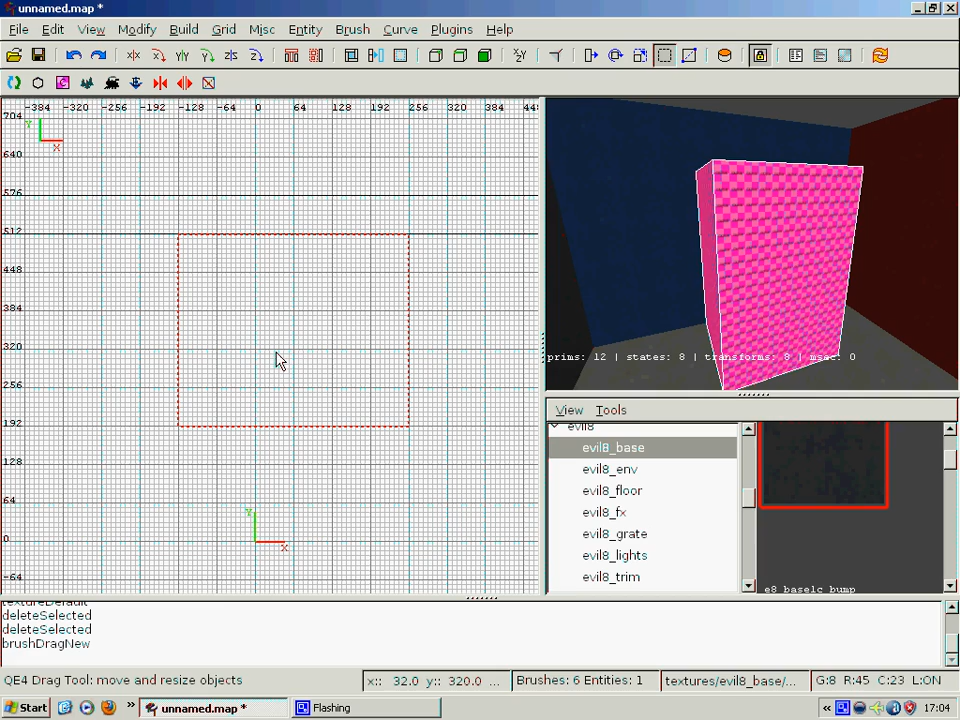 unnamed.map *
File Edit View Modify Build Grid Misc Entity Brush Curve Plugins Help
-384 -320 -256 -192 -128 -64 0 64 128 192 256 320 384
704
Y
X
640
576
512
448
384
320
256
192
128
64
Y
0
X
-64
prims: 12 | states: 8 | transforms: 8 | msec: 0
View Tools
evil8
evil8_base
evil8_env
evil8_floor
evil8_fx
evil8_grate
evil8_lights
evil8_trim
e8_baselc_bump
textureDefault
deleteSelected
deleteSelected
brushDragNew
QE4 Drag Tool: move and resize objects
x:: 32.0 y:: 320.0 ...
Brushes: 6 Entities: 1
textures/evil8_base/...
G:8 R:45 C:23 L:ON
Start
»
unnamed.map *
Flashing
«
17:04